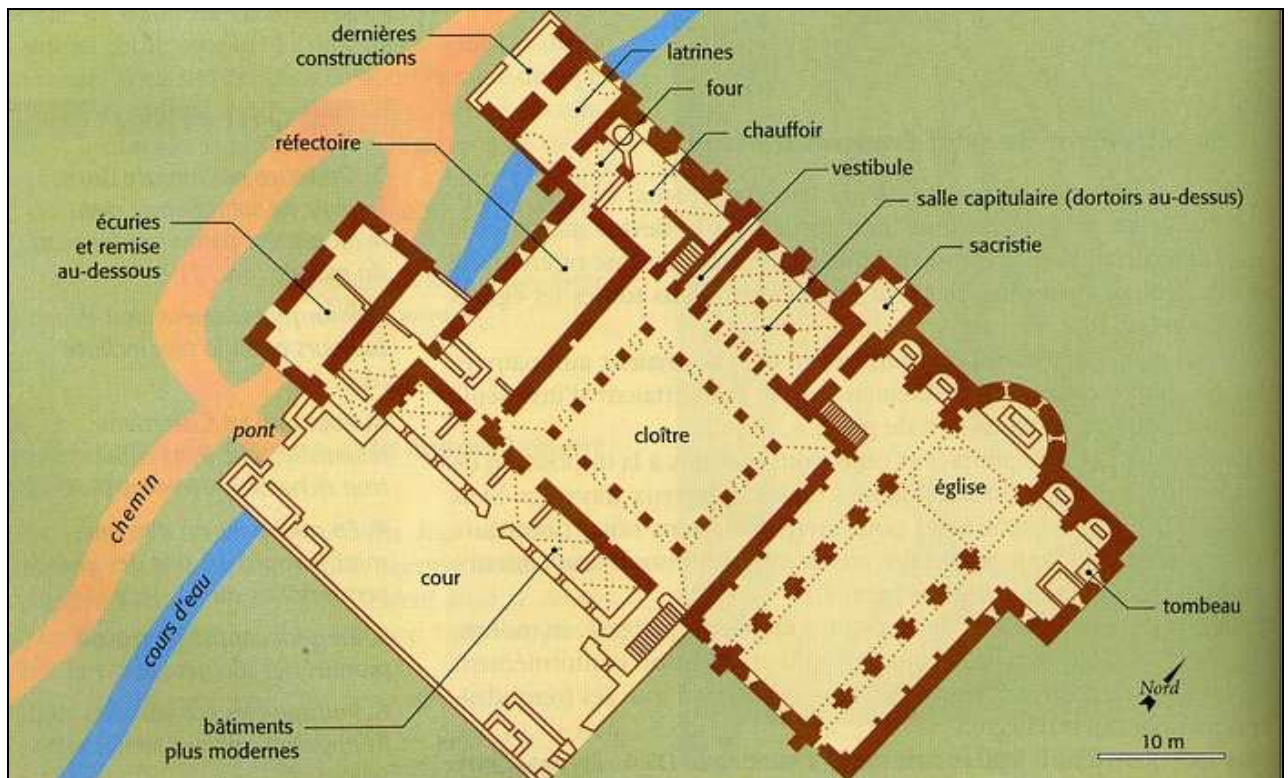 dernières
constructions
latrines
four
réfectoire
chauffoir
vestibule
salle capitulaire (dortoirs au-dessus)
écuries
et remise
au-dessous
sacristie
pont
cloître
église
chemin
cour
cours d'eau
tombeau
bâtiments
plus modernes
Nord
10 m